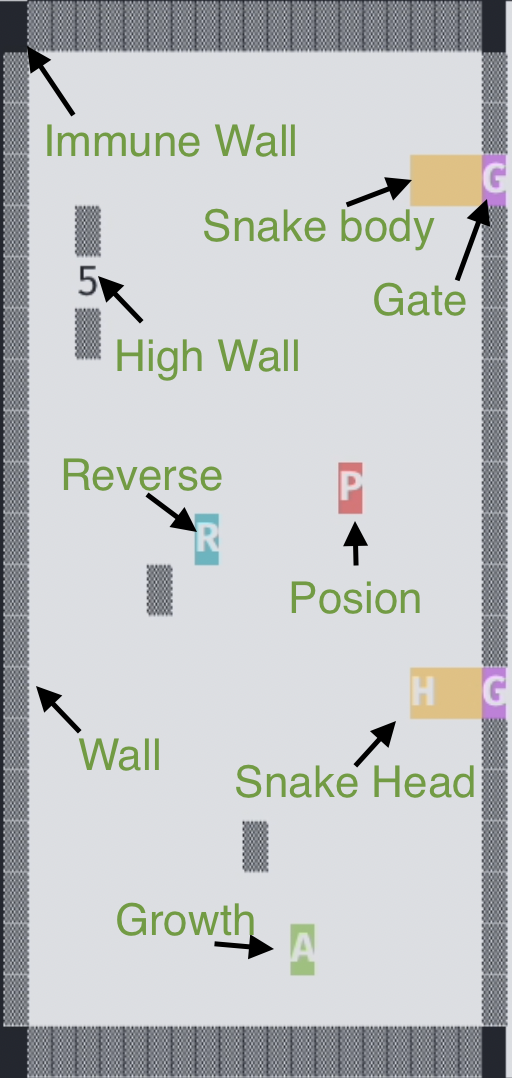 Immune Wall
G
Snake body
5
Gate
High Wall
Reverse
P
R
Posion
H G
Wall
Snake Head
Growth
A